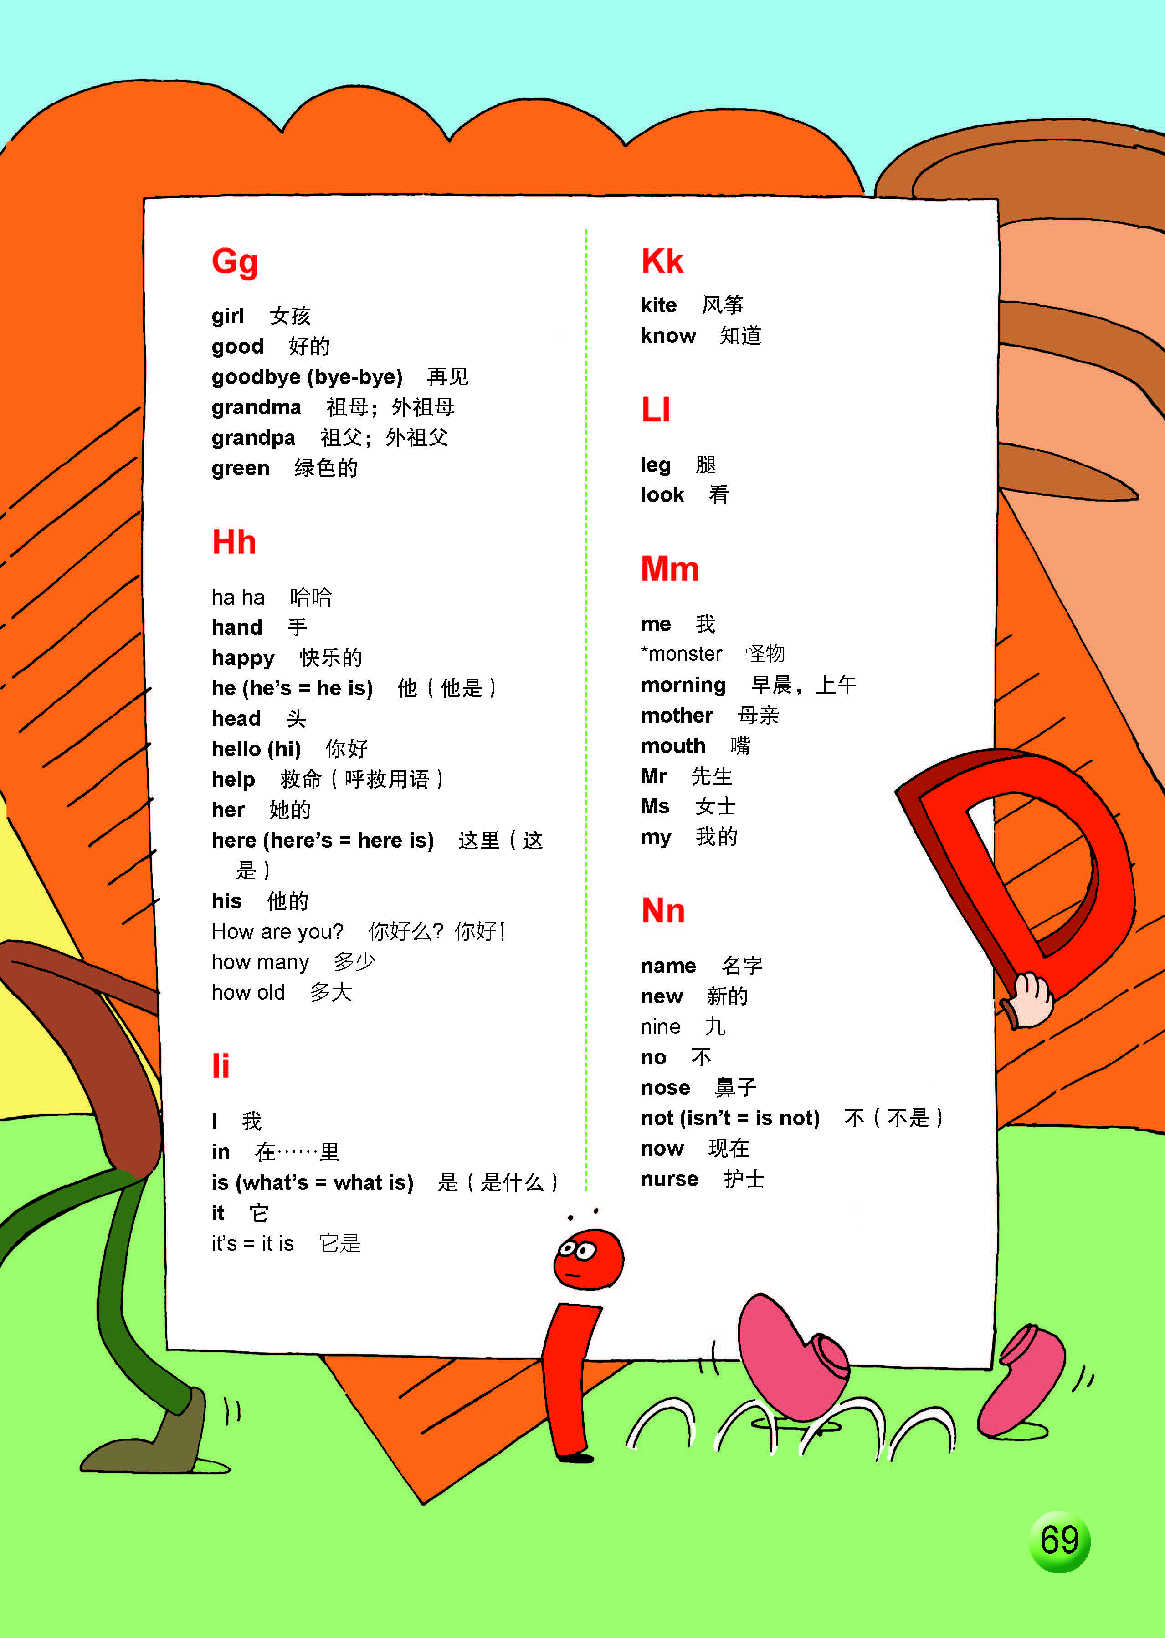 Gg
girl 女孩
good 好的
goodbye (bye-bye) 再见
grandma 祖母；外祖母
grandpa 祖父；外祖父
green 绿色的
Hh
ha ha 哈哈
hand 手
happy 快乐的
he (he's = he is) 他（他是）
head 头
hello (hi) 你好
help 救命（呼救用语）
her 她的
here (here's = here is) 这里（这
是）
his 他的
How are you? 你好么？你好！
how many 多少
how old 多大
Ii
I 我
in 在……里
is (what's = what is) 是（是什么）
it 它
it's = it is 它是
Kk
kite 风筝
know 知道
Ll
leg 腿
look 看
Mm
me 我
*monster 怪物
morning 早晨，上午
mother 母亲
mouth 嘴
Mr 先生
Ms 女士
my 我的
Nn
name 名字
new 新的
nine 九
no 不
nose 鼻子
not (isn't = is not) 不（不是）
now 现在
nurse 护士
D
69